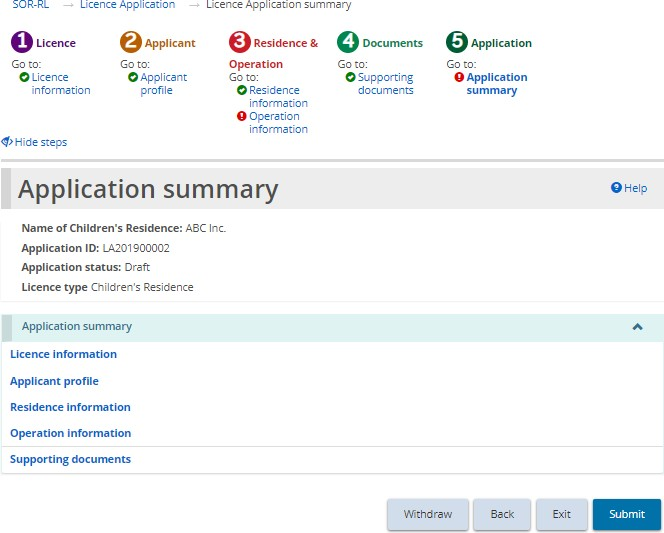 SOR-RL → Licence Application → Licence Application summary
1 Licence
Go to:
Licence
information
2 Applicant
Go to:
Applicant
profile
3 Residence &
Operation
Go to:
Residence
information
Operation
information
4 Documents
Go to:
Supporting
documents
5 Application
Go to:
Application
summary
Hide steps
Application summary
Help
Name of Children's Residence: ABC Inc.
Application ID: LA201900002
Application status: Draft
Licence type Children's Residence
Application summary
Licence information
Applicant profile
Residence information
Operation information
Supporting documents
Withdraw Back Exit Submit